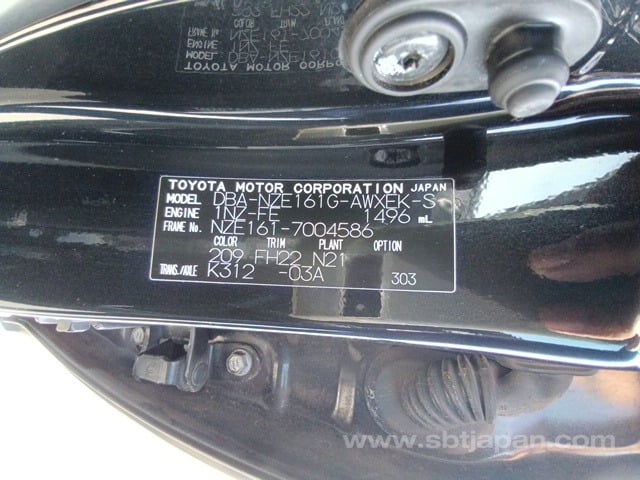 TOYOTA MOTOR CORPORATION JAPAN
MODEL DBA-NZE161G-AWXEK-S
ENGINE 1NZ-FE 1496 mL
FRAME No. NZE161-7004586
COLOR TRIM PLANT OPTION
209 FH22 N21
TRANS./AXLE K312 -03A 303
www.sbtjapan.com